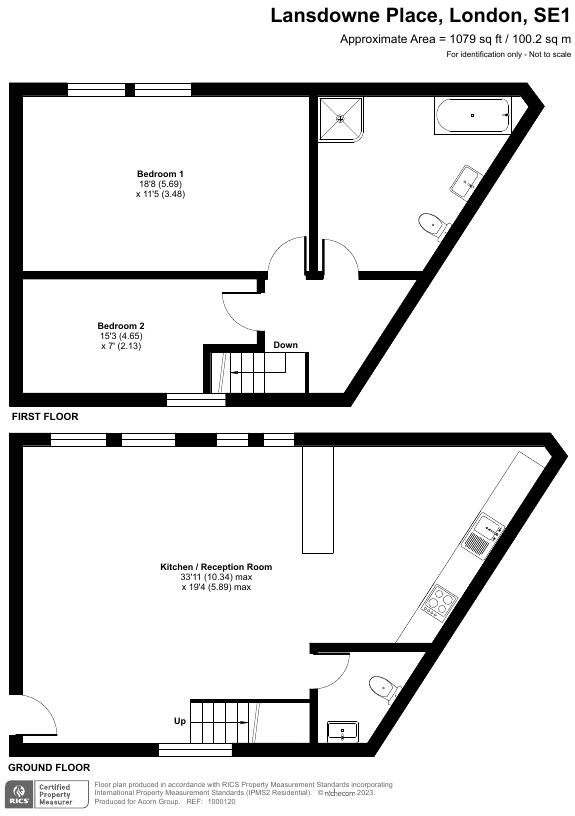 Lansdowne Place, London, SE1
Approximate Area = 1079 sq ft / 100.2 sq m
For identification only - Not to scale
Bedroom 1
18'8 (5.69)
x 11'5 (3.48)
Bedroom 2
15'3 (4.65)
x 7' (2.13)
Down
FIRST FLOOR
Kitchen / Reception Room
33'11 (10.34) max
x 19'4 (5.89) max
Up
GROUND FLOOR
RICS
Certified
Property
Measurer
Floor plan produced in accordance with RICS Property Measurement Standards incorporating
International Property Measurement Standards (IPMS2 Residential). © nichecom 2023.
Produced for Acorn Group. REF: 1000120